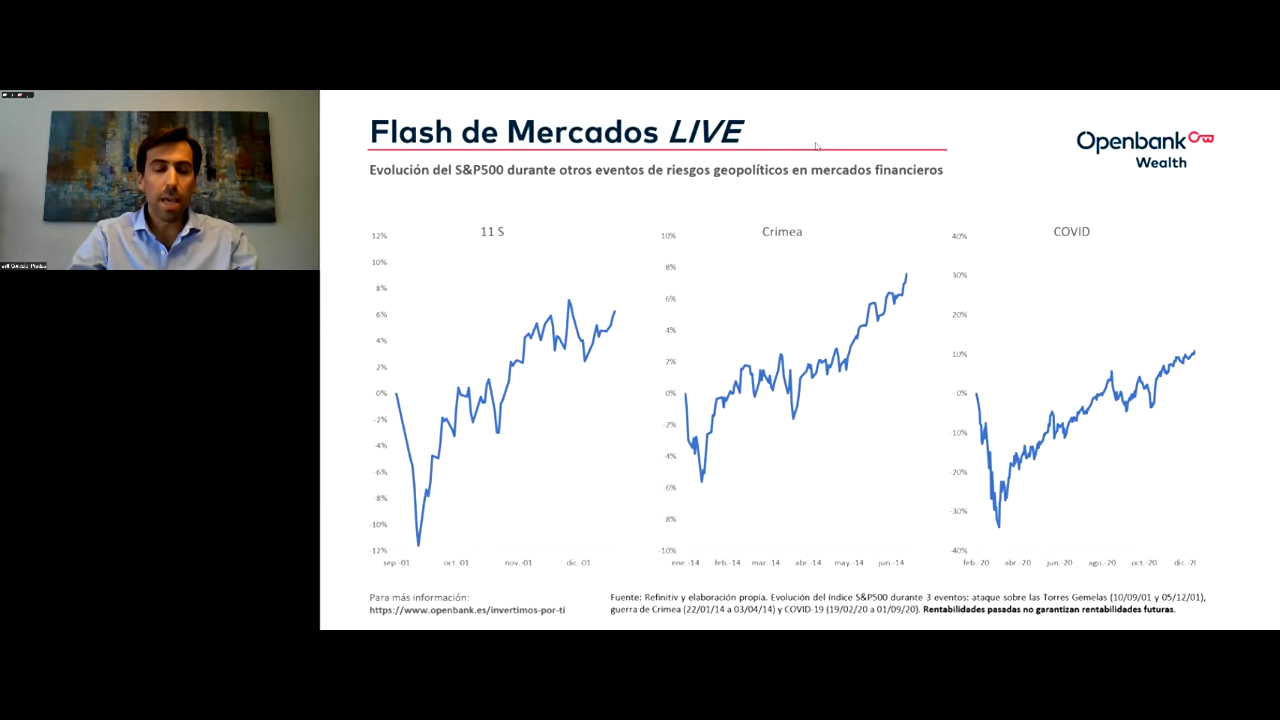 Flash de Mercados LIVE
Openbank
Wealth
Evolución del S&P500 durante otros eventos de riesgos geopolíticos en mercados financieros
11 S
12%
10%
8%
6%
4%
2%
0%
-2%
-4%
-6%
-8%
-10%
-12%
sep.-01 oct.-01 nov.-01 dic.-01
Crimea
10%
8%
6%
4%
2%
0%
-2%
-4%
-6%
-8%
-10%
ene.-14 feb.-14 mar.-14 abr.-14 may.-14 jun.-14
COVID
40%
30%
20%
10%
0%
-10%
-20%
-30%
-40%
feb.-20 abr.-20 jun.-20 ago.-20 oct.-20 dic.-20
Para más información:
https://www.openbank.es/invertimos-por-ti
Fuente: Refinitiv y elaboración propia. Evolución del índice S&P500 durante 3 eventos: ataque sobre las Torres Gemelas (10/09/01 y 05/12/01),
guerra de Crimea (22/01/14 a 03/04/14) y COVID-19 (19/02/20 a 01/09/20). Rentabilidades pasadas no garantizan rentabilidades futuras.